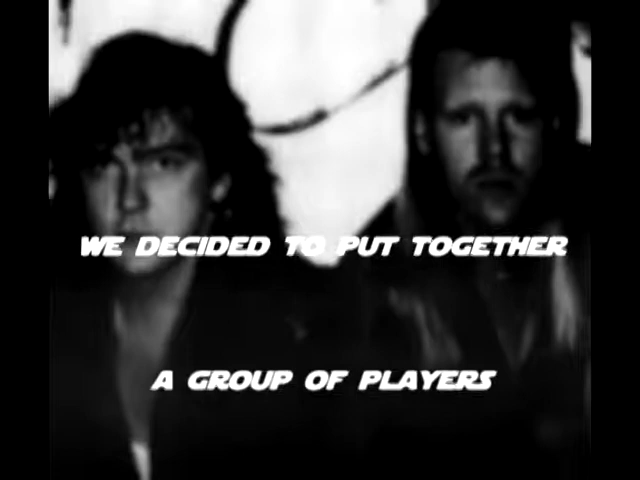 WE DECIDED TO PUT TOGETHER
A GROUP OF PLAYERS